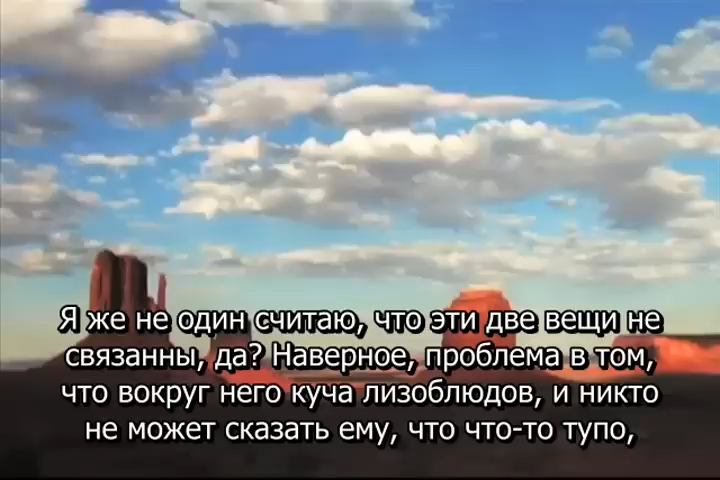 Я же не один считаю, что эти две вещи не
связанны, да? Наверное, проблема в том,
что вокруг него куча лизоблюдов, и никто
не может сказать ему, что что-то тупо,